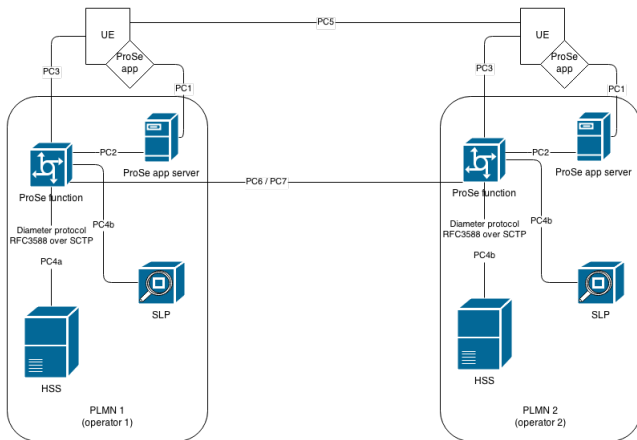 PC5
UE
UE
ProSe
app
ProSe
app
PC3
PC3
PC1
PC1
PC2
PC2
ProSe app server
ProSe app server
PC6 / PC7
ProSe function
ProSe function
PC4b
PC4b
Diameter protocol
RFC3588 over SCTP
Diameter protocol
RFC3588 over SCTP
PC4a
PC4b
SLP
SLP
HSS
HSS
PLMN 1
(operator 1)
PLMN 2
(operator 2)